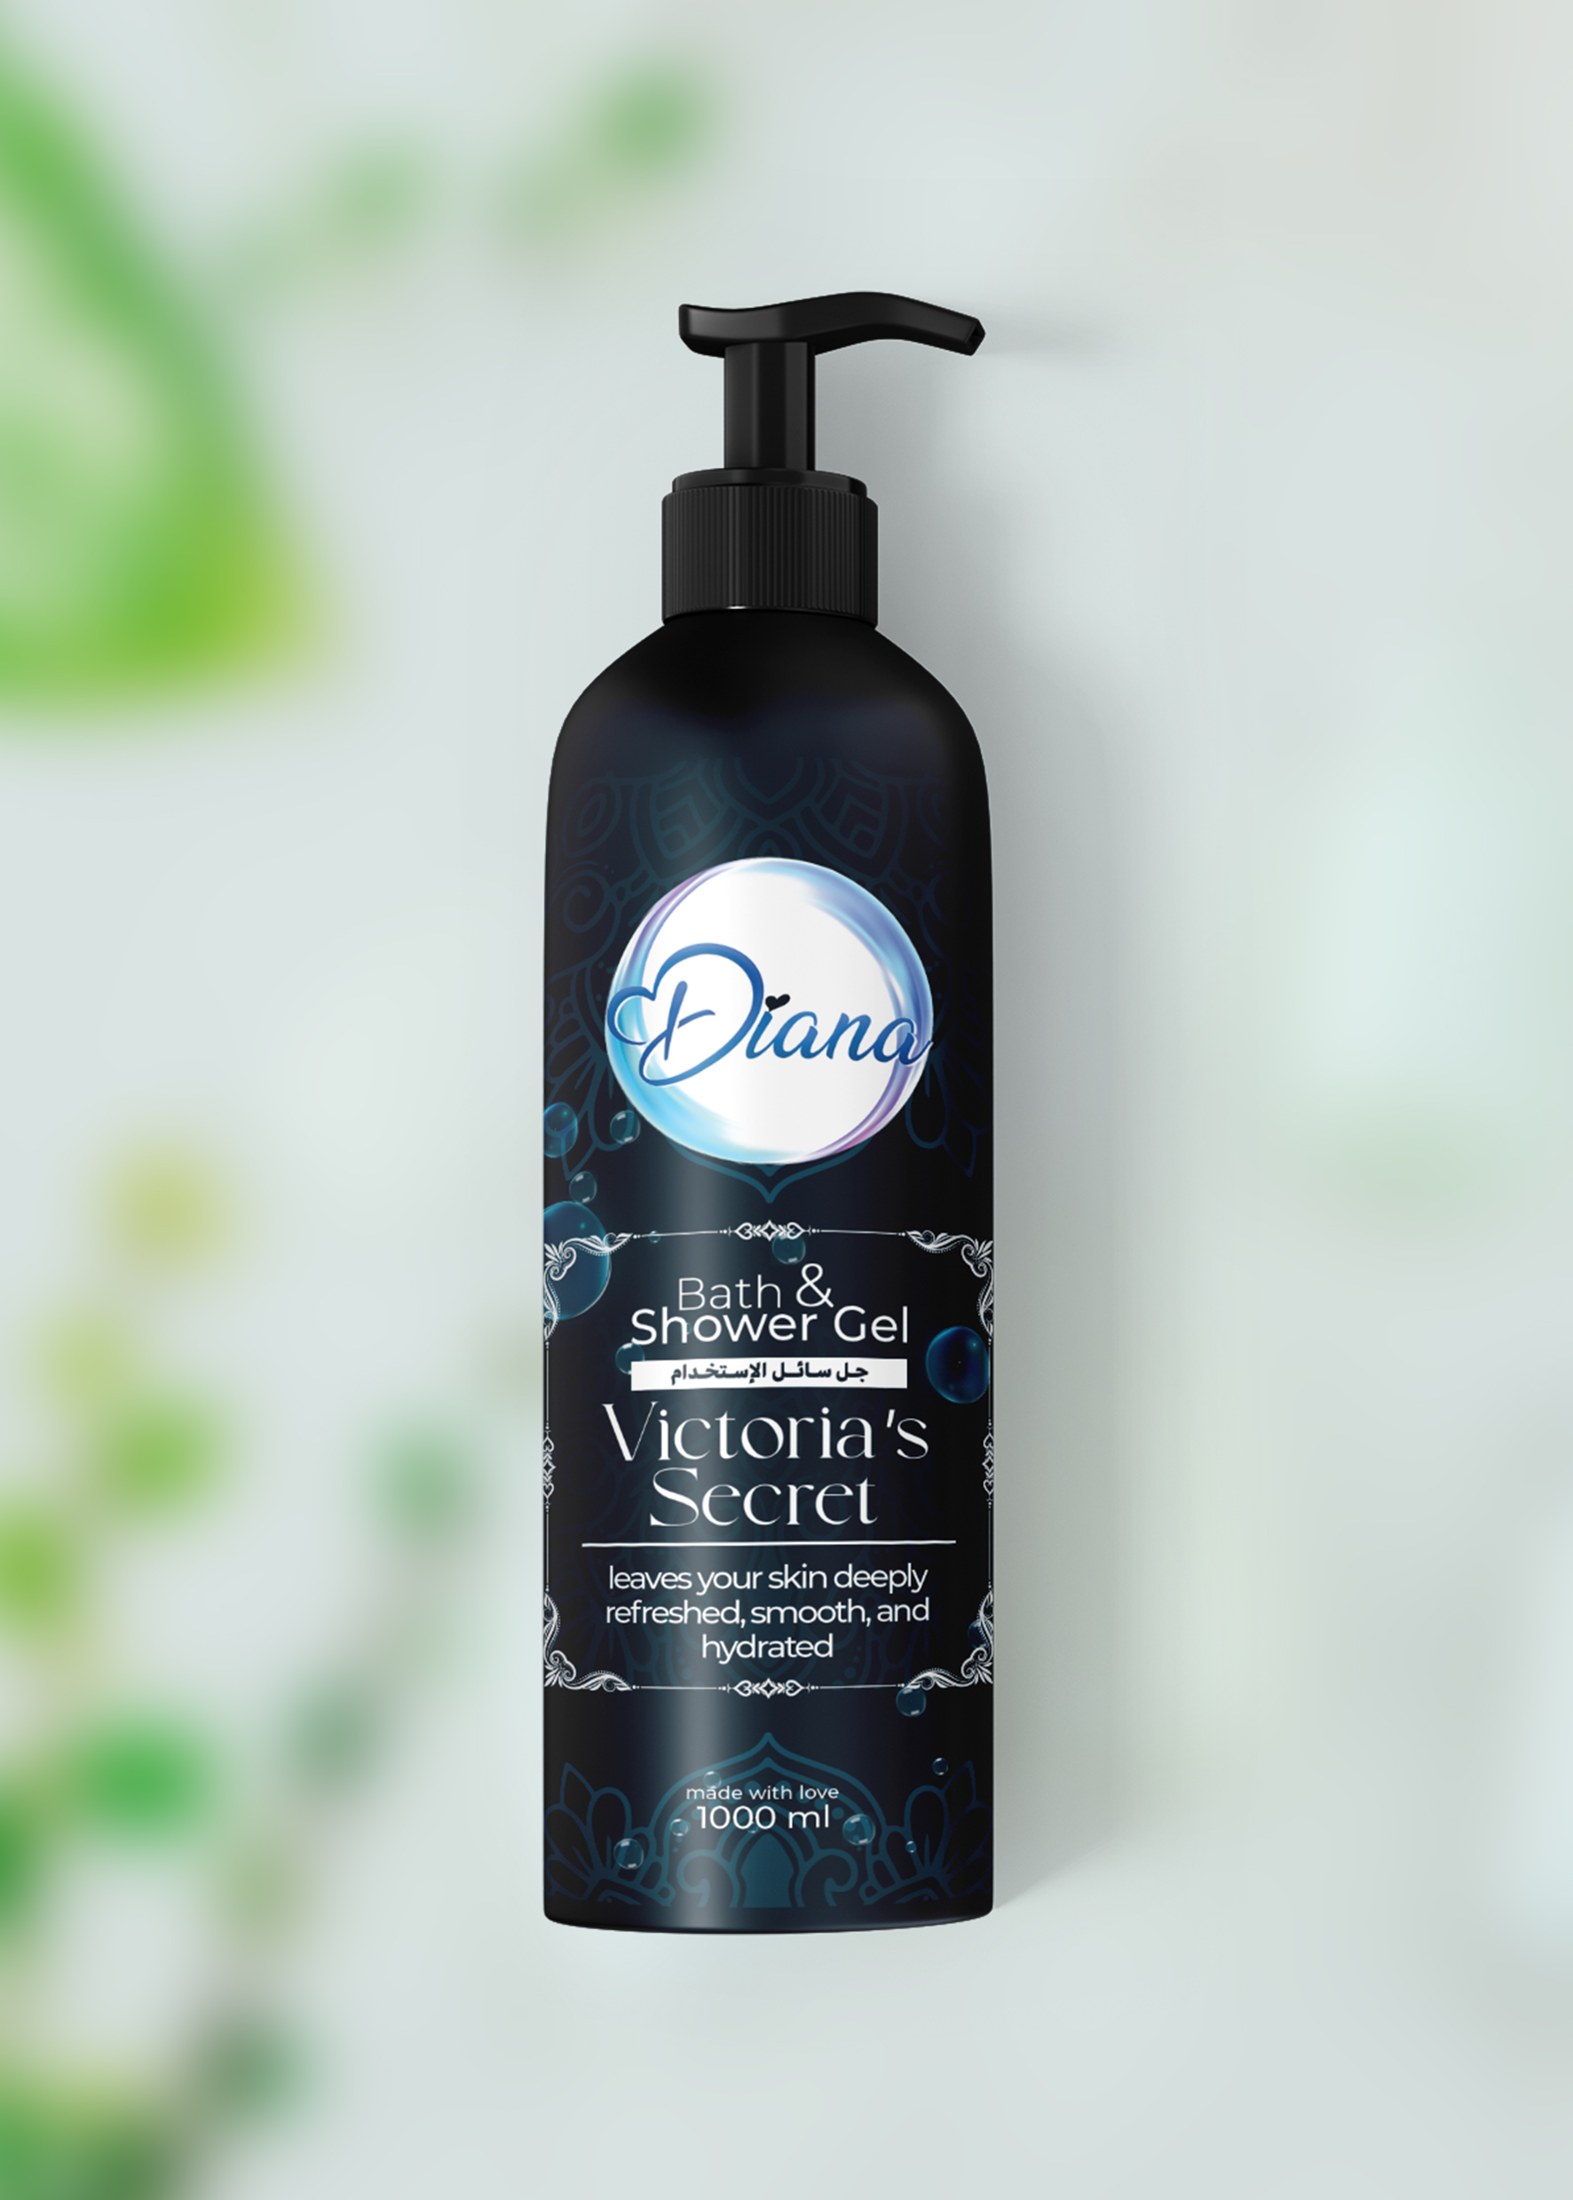 Diana
Bath &
Shower Gel
جل سائل الإستخدام
Victoria's
Secret
leaves your skin deeply
refreshed, smooth, and
hydrated
made with love
1000 ml